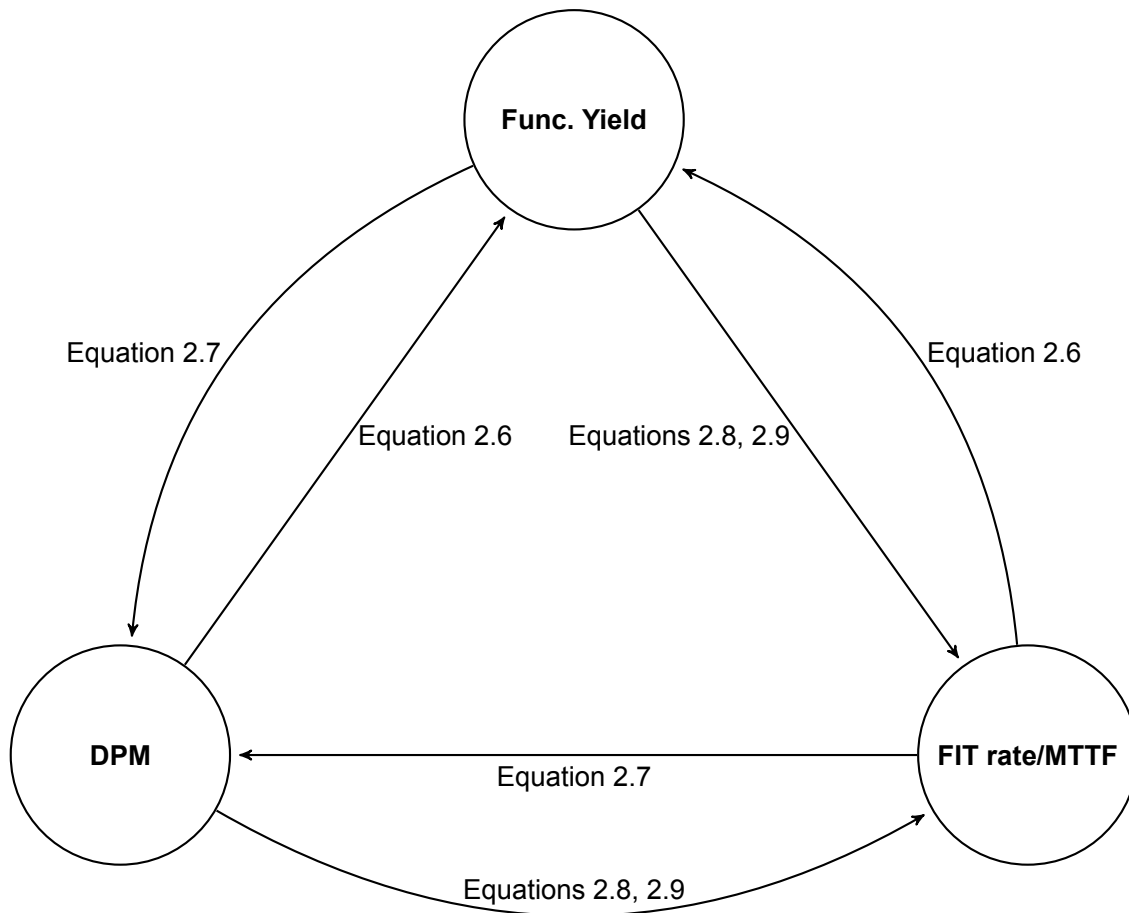 Func. Yield
Equation 2.7
Equation 2.6
Equation 2.6
Equations 2.8, 2.9
DPM
FIT rate/MTTF
Equation 2.7
Equations 2.8, 2.9